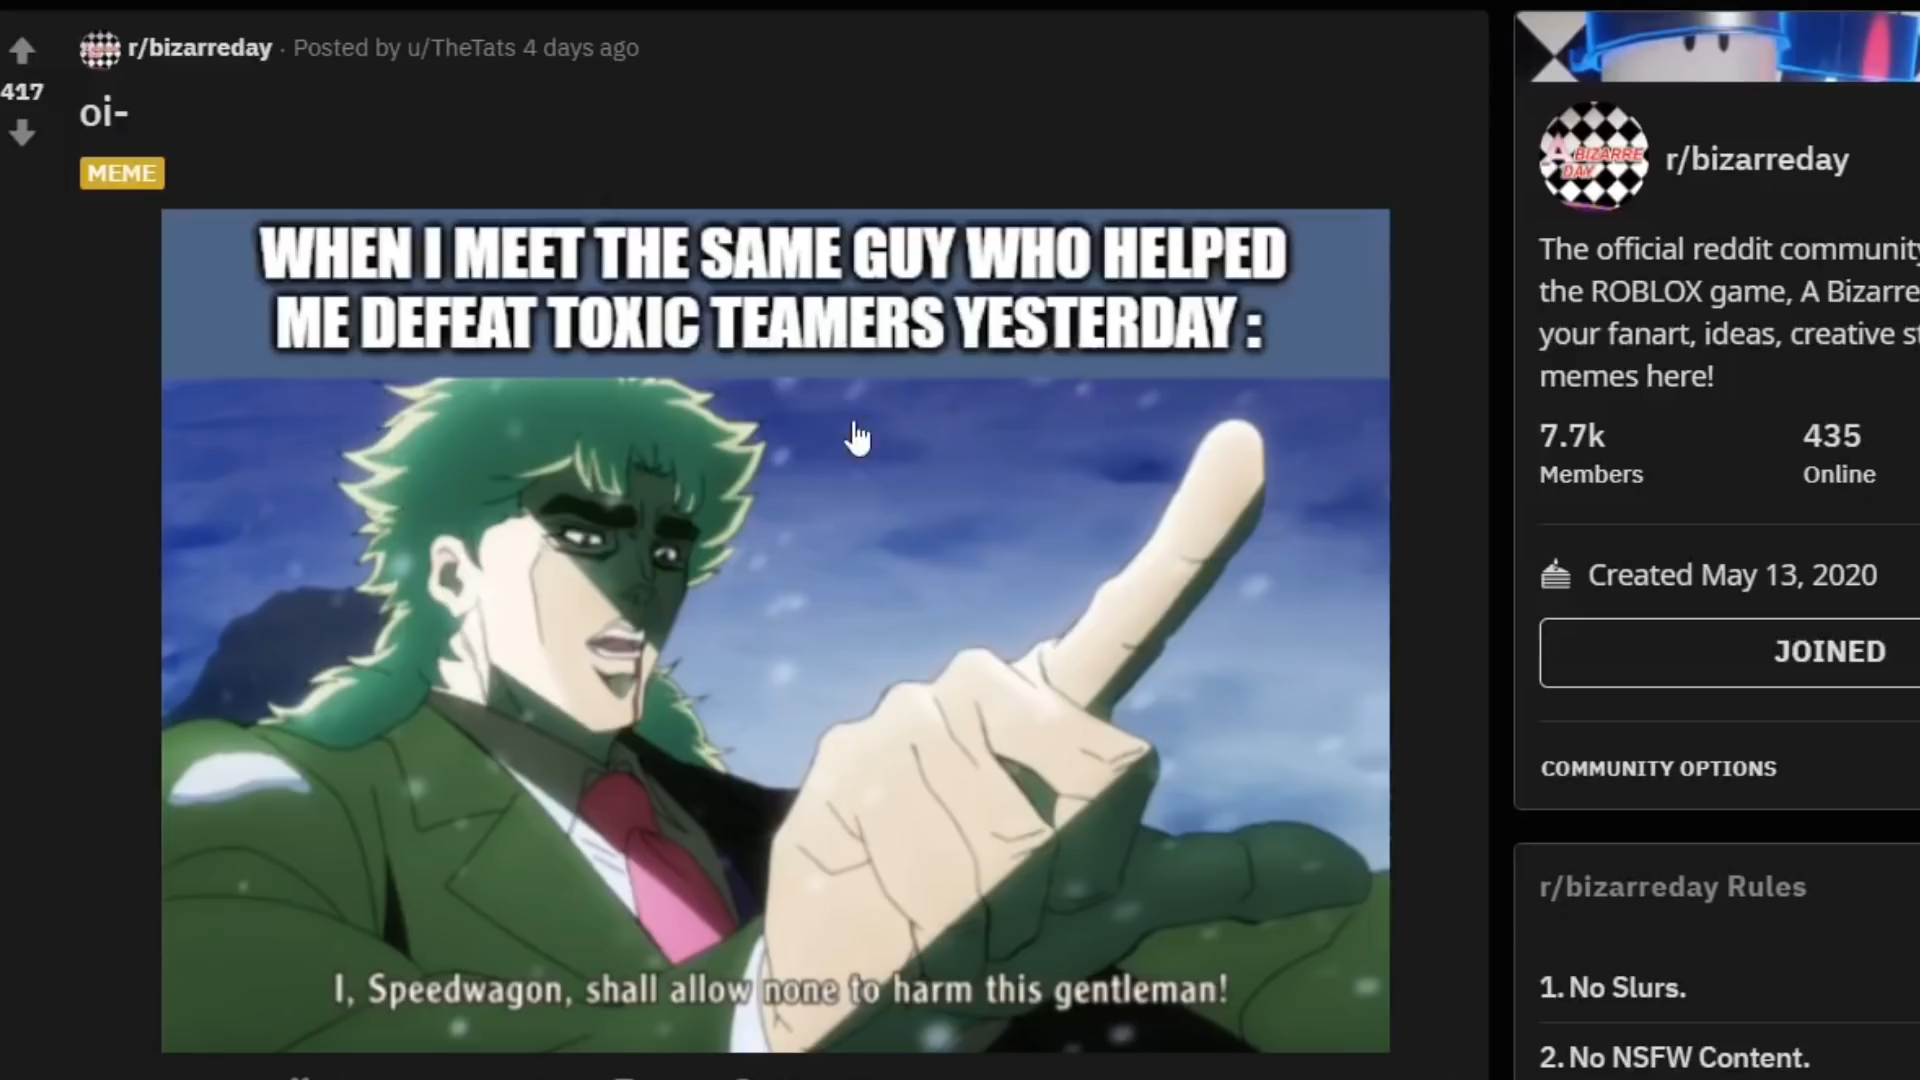 r/bizarreday · Posted by u/TheTats 4 days ago
417
oi-
MEME
WHEN I MEET THE SAME GUY WHO HELPED
ME DEFEAT TOXIC TEAMERS YESTERDAY :
I, Speedwagon, shall allow none to harm this gentleman!
A BIZARRE
DAY
r/bizarreday
The official reddit community
the ROBLOX game, A Bizarre
your fanart, ideas, creative st
memes here!
7.7k
Members
435
Online
Created May 13, 2020
JOINED
COMMUNITY OPTIONS
r/bizarreday Rules
1. No Slurs.
2. No NSFW Content.